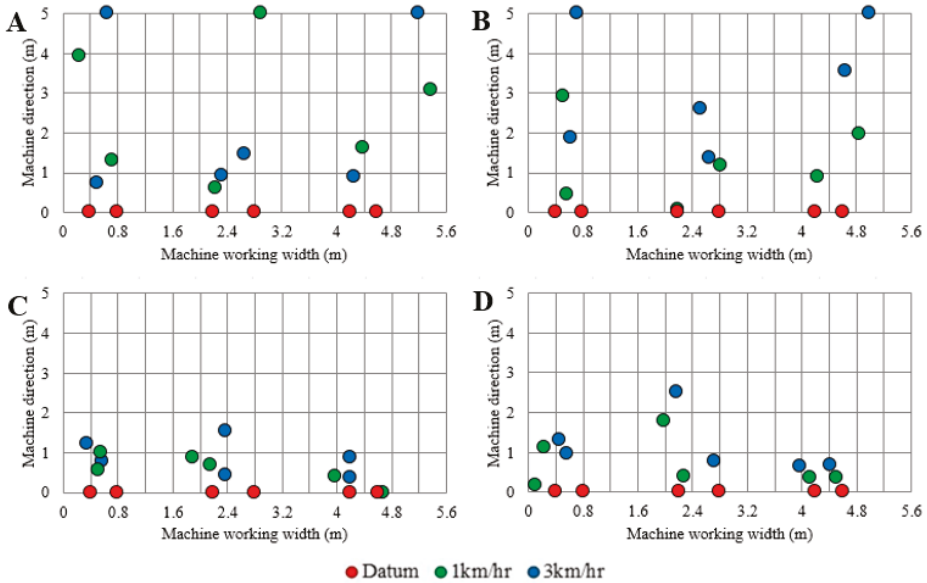 A
Machine direction (m)
5
4
3
2
1
0
0 0.8 1.6 2.4 3.2 4 4.8 5.6
Machine working width (m)
B
Machine direction (m)
5
4
3
2
1
0
0 0.8 1.6 2.4 3.2 4 4.8 5.6
Machine working width (m)
C
Machine direction (m)
5
4
3
2
1
0
0 0.8 1.6 2.4 3.2 4 4.8 5.6
Machine working width (m)
D
Machine direction (m)
5
4
3
2
1
0
0 0.8 1.6 2.4 3.2 4 4.8 5.6
Machine working width (m)
Datum 1km/hr 3km/hr